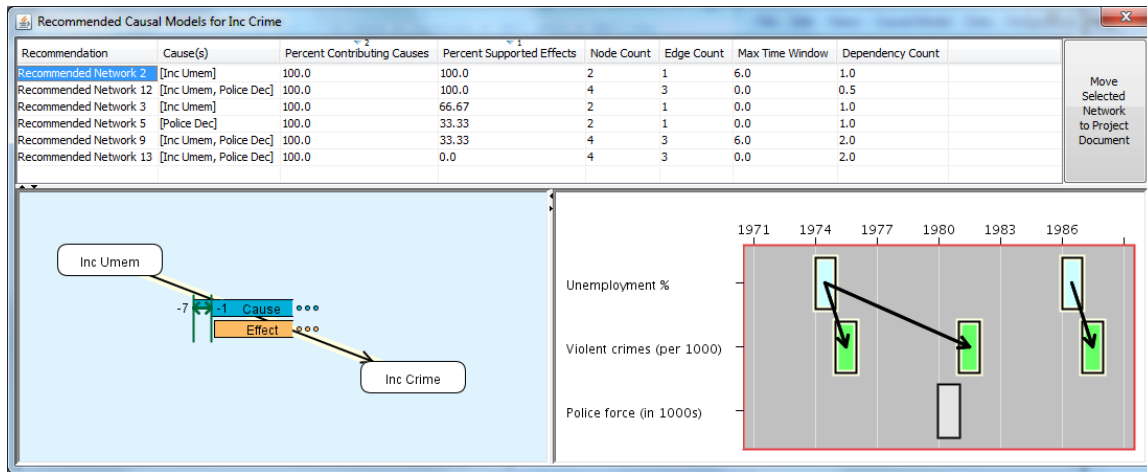 Recommended Causal Models for Inc Crime
2 1
Recommendation Cause(s) Percent Contributing Causes Percent Supported Effects Node Count Edge Count Max Time Window Dependency Count
Recommended Network 2 [Inc Umem] 100.0 100.0 2 1 6.0 1.0
Recommended Network 12 [Inc Umem, Police Dec] 100.0 100.0 4 3 0.0 0.5
Recommended Network 3 [Inc Umem] 100.0 66.67 2 1 0.0 1.0
Recommended Network 5 [Police Dec] 100.0 33.33 2 1 0.0 1.0
Recommended Network 9 [Inc Umem, Police Dec] 100.0 33.33 4 3 6.0 2.0
Recommended Network 13 [Inc Umem, Police Dec] 100.0 0.0 4 3 0.0 2.0
Move
Selected
Network
to Project
Document
Inc Umem
-7 -1 Cause
Effect
Inc Crime
1971 1974 1977 1980 1983 1986
Unemployment %
Violent crimes (per 1000)
Police force (in 1000s)